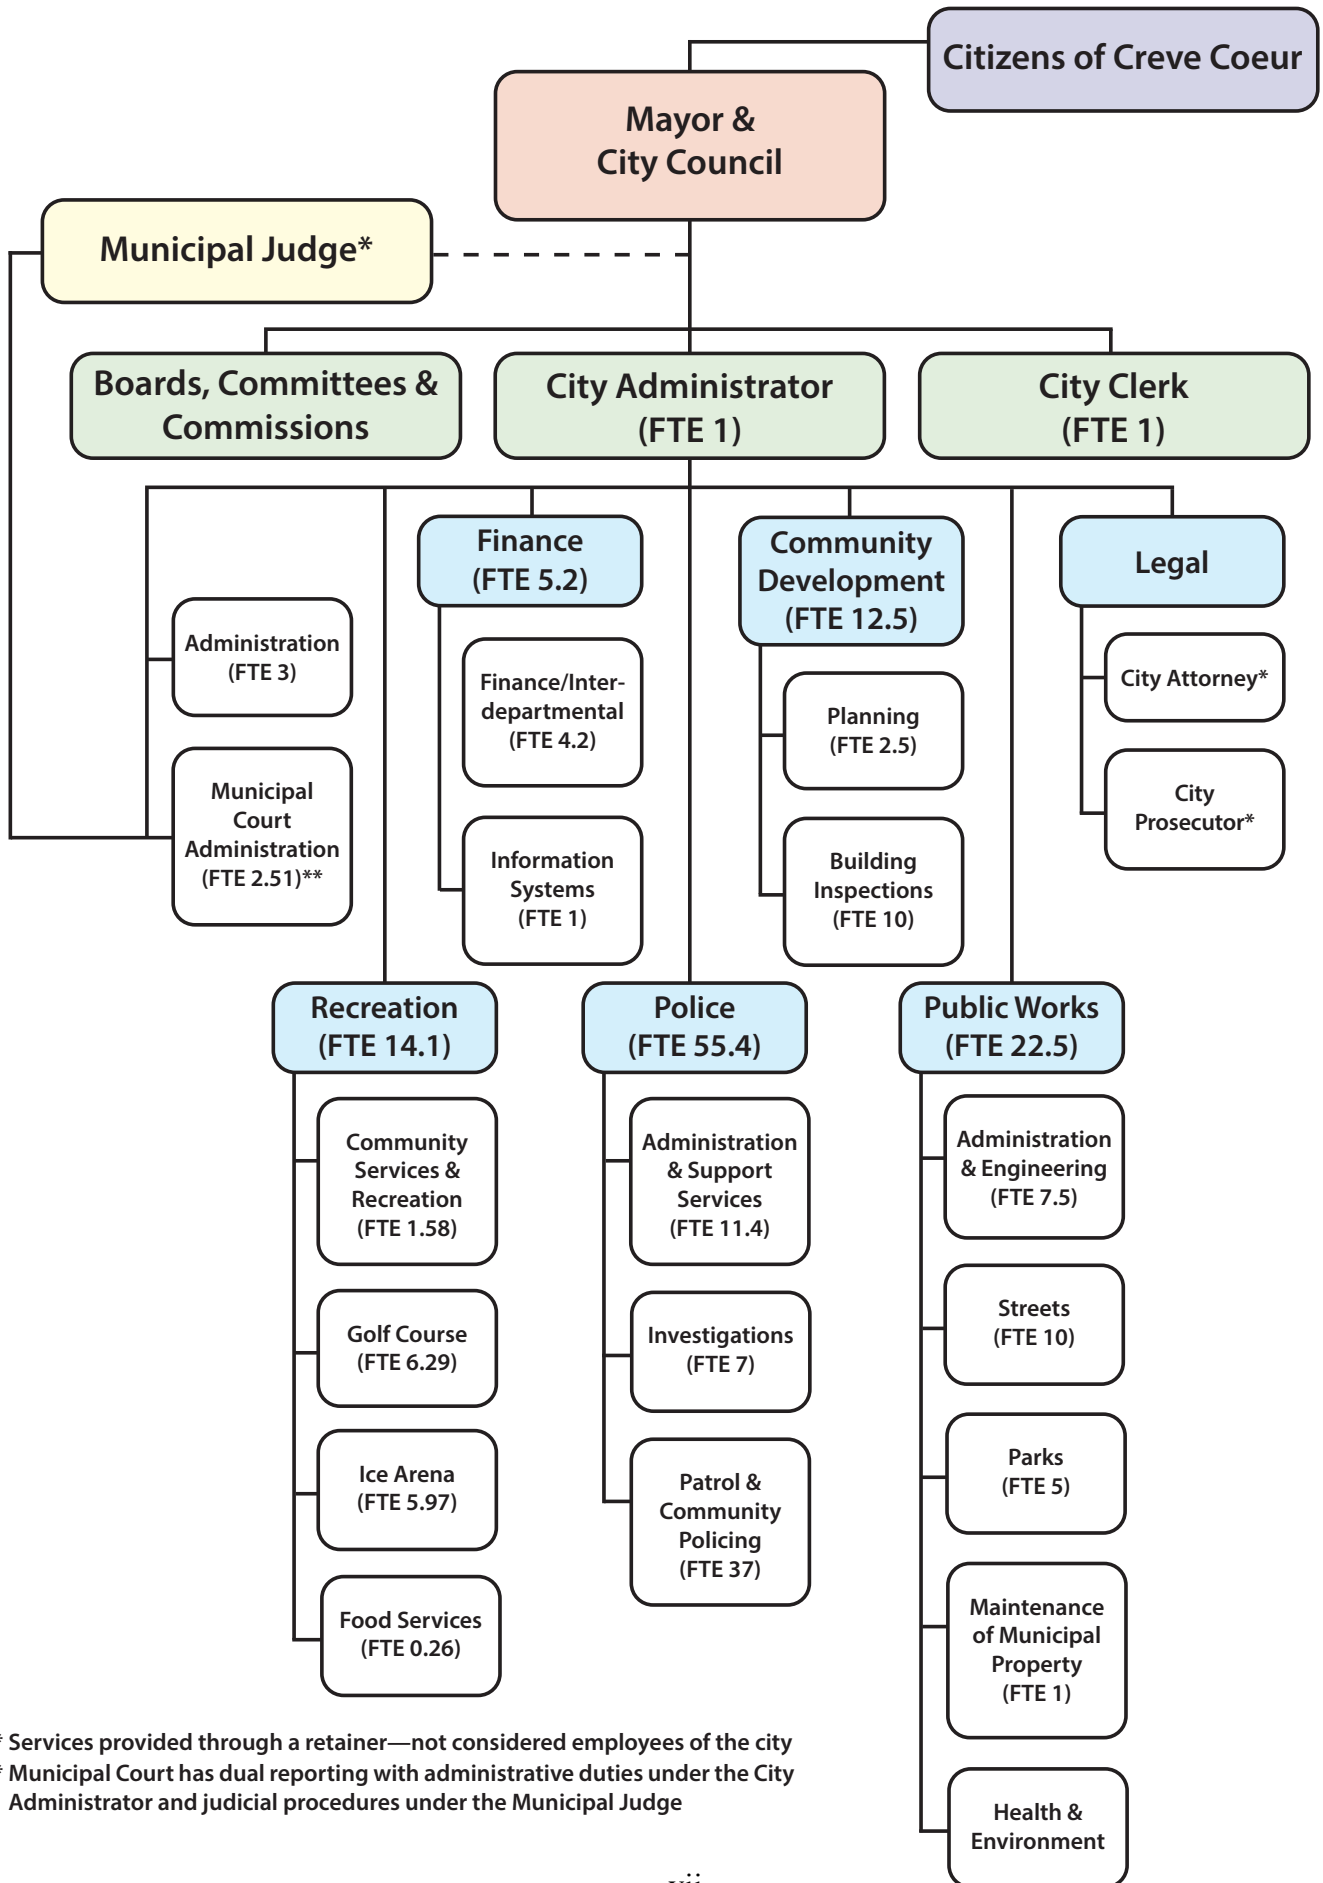 Citizens of Creve Coeur
Mayor &
City Council
Municipal Judge*
Boards, Committees &
Commissions
City Administrator
(FTE 1)
City Clerk
(FTE 1)
Finance
(FTE 5.2)
Community
Development
(FTE 12.5)
Legal
Administration
(FTE 3)
Municipal
Court
Administration
(FTE 2.51)**
Finance/Inter-
departmental
(FTE 4.2)
Information
Systems
(FTE 1)
Planning
(FTE 2.5)
Building
Inspections
(FTE 10)
City Attorney*
City
Prosecutor*
Recreation
(FTE 14.1)
Community
Services &
Recreation
(FTE 1.58)
Golf Course
(FTE 6.29)
Ice Arena
(FTE 5.97)
Food Services
(FTE 0.26)
Police
(FTE 55.4)
Administration
& Support
Services
(FTE 11.4)
Investigations
(FTE 7)
Patrol &
Community
Policing
(FTE 37)
Public Works
(FTE 22.5)
Administration
& Engineering
(FTE 7.5)
Streets
(FTE 10)
Parks
(FTE 5)
Maintenance
of Municipal
Property
(FTE 1)
Health &
Environment
* Services provided through a retainer—not considered employees of the city
* Municipal Court has dual reporting with administrative duties under the City
Administrator and judicial procedures under the Municipal Judge
vii